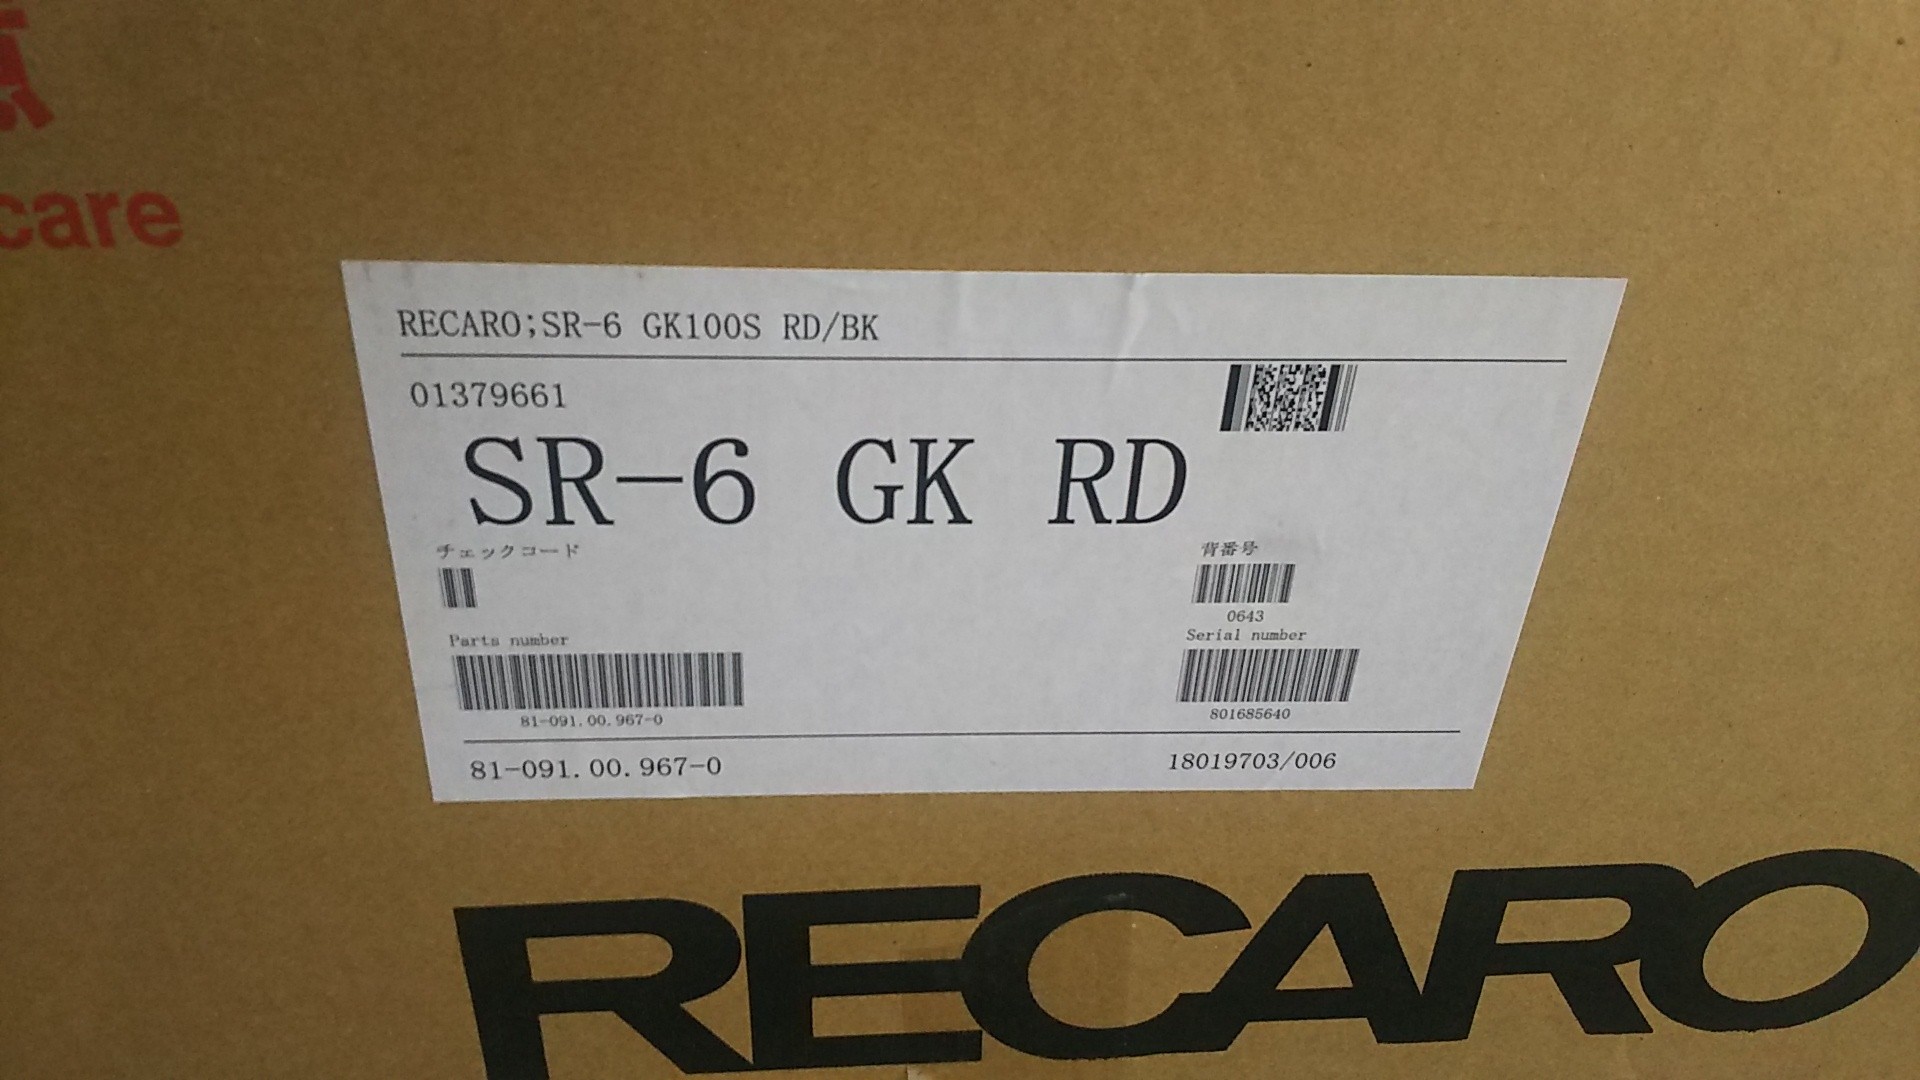 care
RECARO;SR-6 GK100S RD/BK
01379661
SR-6 GK RD
チェックコード
背番号
0643
Parts number
Serial number
81-091.00.967-0
801685640
81-091.00.967-0
18019703/006
RECARO